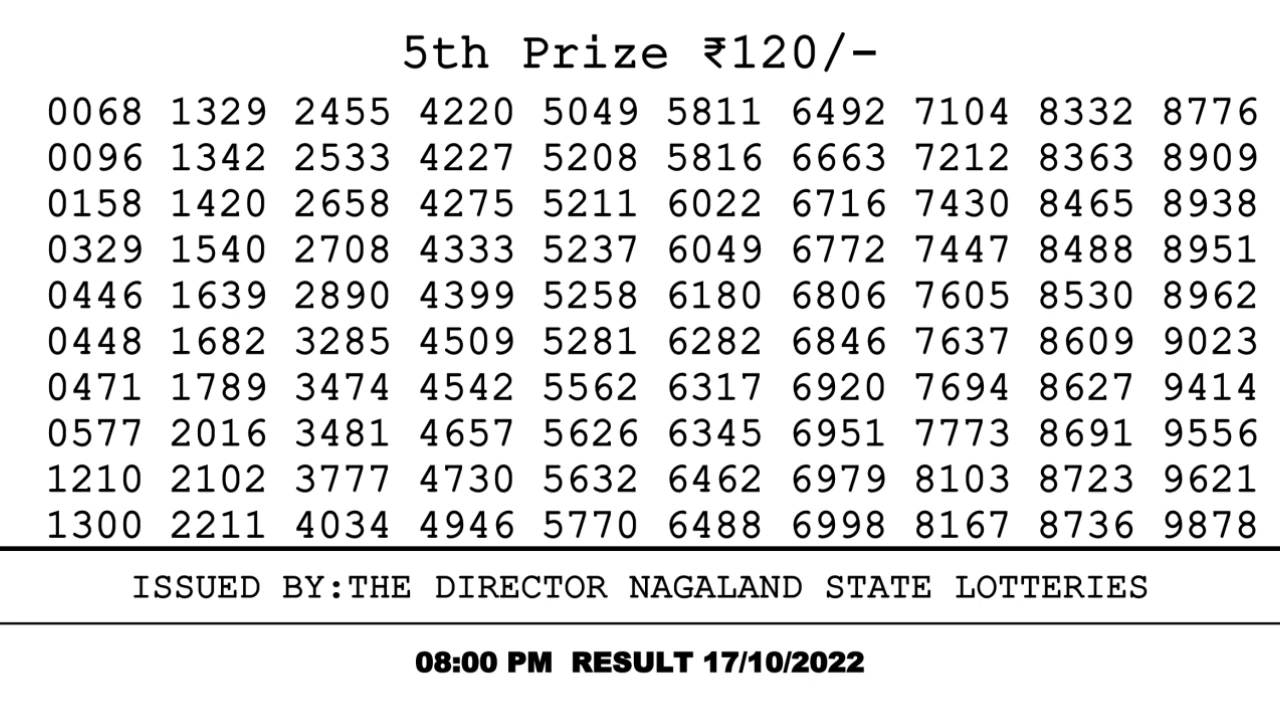 5th Prize ₹120/-
0068 1329 2455 4220 5049 5811 6492 7104 8332 8776
0096 1342 2533 4227 5208 5816 6663 7212 8363 8909
0158 1420 2658 4275 5211 6022 6716 7430 8465 8938
0329 1540 2708 4333 5237 6049 6772 7447 8488 8951
0446 1639 2890 4399 5258 6180 6806 7605 8530 8962
0448 1682 3285 4509 5281 6282 6846 7637 8609 9023
0471 1789 3474 4542 5562 6317 6920 7694 8627 9414
0577 2016 3481 4657 5626 6345 6951 7773 8691 9556
1210 2102 3777 4730 5632 6462 6979 8103 8723 9621
1300 2211 4034 4946 5770 6488 6998 8167 8736 9878
ISSUED BY:THE DIRECTOR NAGALAND STATE LOTTERIES
08:00 PM RESULT 17/10/2022